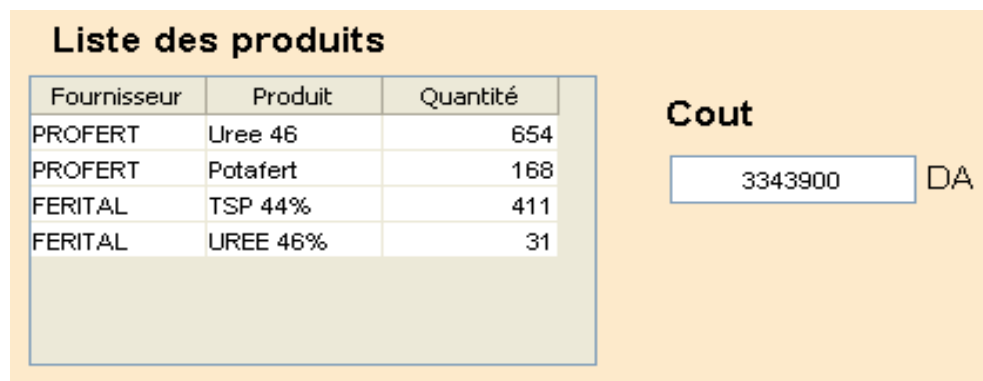 Liste des produits
Fournisseur Produit Quantité
PROFERT Uree 46 654
PROFERT Potafert 168
FERITAL TSP 44% 411
FERITAL UREE 46% 31
Cout
3343900 DA